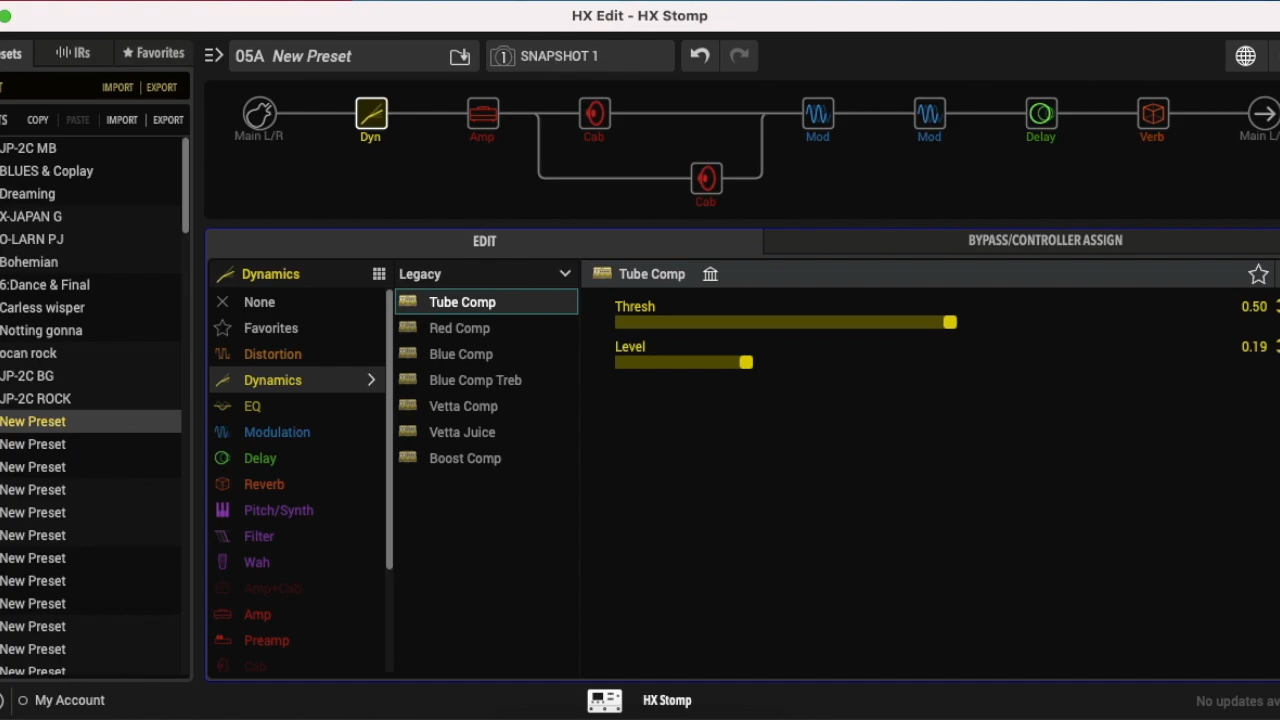 HX Edit - HX Stomp
IRs
Favorites
05A New Preset
1 SNAPSHOT 1
IMPORT EXPORT
COPY PASTE IMPORT EXPORT
JP-2C MB
BLUES & Coplay
Dreaming
X-JAPAN G
O-LARN PJ
Bohemian
6:Dance & Final
Carless wisper
Notting gonna
ocan rock
JP-2C BG
JP-2C ROCK
New Preset
New Preset
New Preset
New Preset
New Preset
New Preset
New Preset
New Preset
New Preset
New Preset
New Preset
New Preset
Main L/R
Dyn
Amp
Cab
Mod
Mod
Delay
Verb
Main L/
Cab
EDIT
BYPASS/CONTROLLER ASSIGN
Dynamics
None
Favorites
Distortion
Dynamics
EQ
Modulation
Delay
Reverb
Pitch/Synth
Filter
Wah
Amp+Cab
Amp
Preamp
Cab
Legacy
Tube Comp
Red Comp
Blue Comp
Blue Comp Treb
Vetta Comp
Vetta Juice
Boost Comp
Tube Comp
Thresh 0.50
Level 0.19
My Account
HX Stomp
No updates